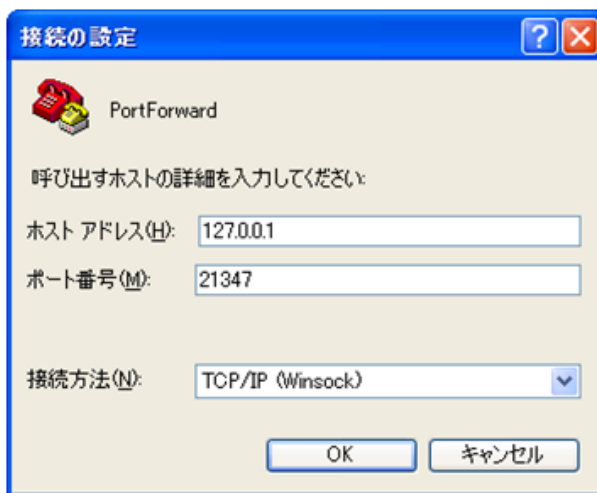 接続の設定
PortForward
呼び出すホストの詳細を入力してください:
ホスト アドレス(H): 127.0.0.1
ポート番号(M): 21347
接続方法(N): TCP/IP (Winsock)
OK キャンセル